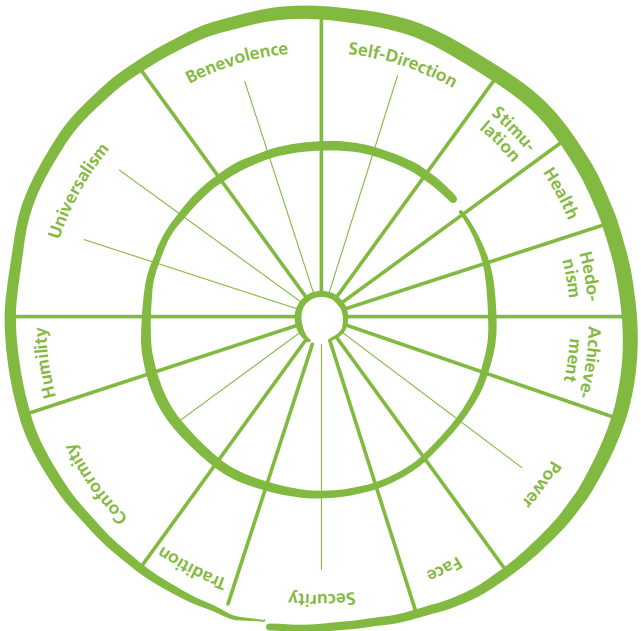 Benevolence
Self-Direction
Stimu-
lation
Health
Hedo-
nism
Achieve-
ment
Power
Face
Security
Tradition
Conformity
Humility
Universalism